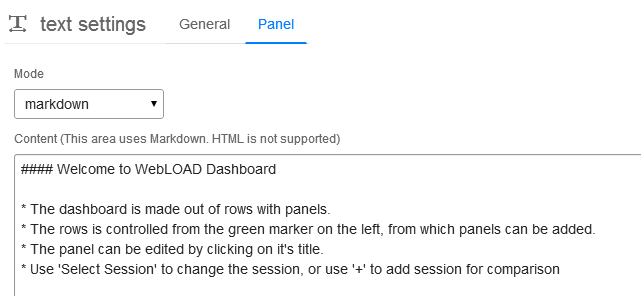 text settings General Panel
Mode
markdown
Content (This area uses Markdown. HTML is not supported)
#### Welcome to WebLOAD Dashboard
* The dashboard is made out of rows with panels.
* The rows is controlled from the green marker on the left, from which panels can be added.
* The panel can be edited by clicking on it's title.
* Use 'Select Session' to change the session, or use '+' to add session for comparison